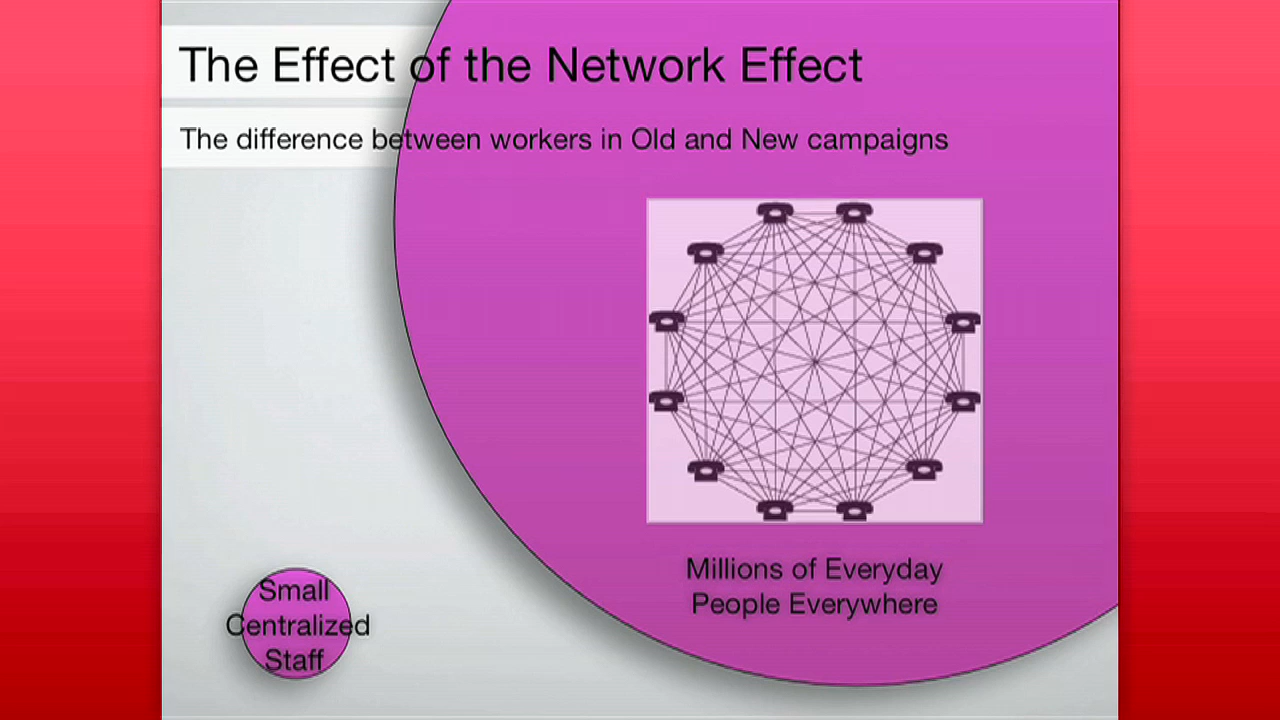 The Effect of the Network Effect
The difference between workers in Old and New campaigns
Millions of Everyday
People Everywhere
Small
Centralized
Staff